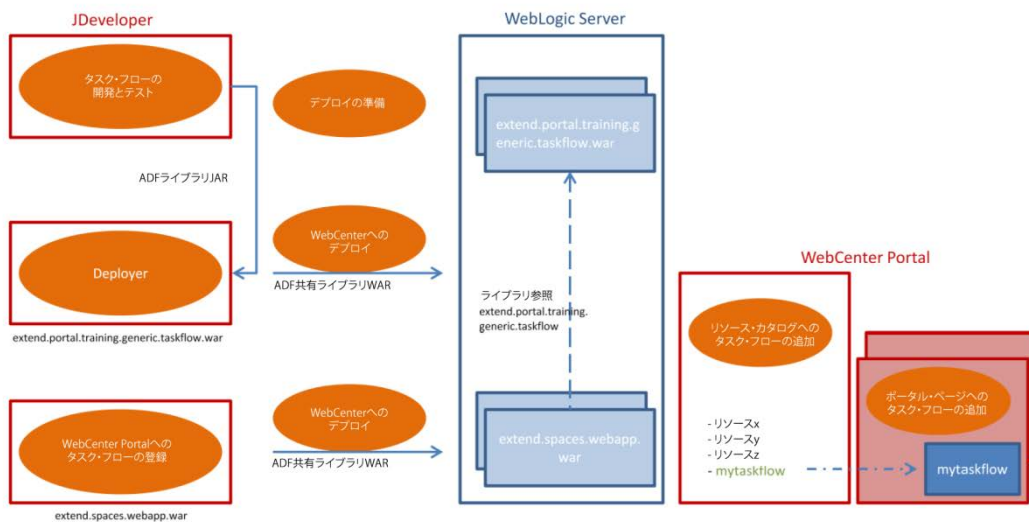 JDeveloper
タスク・フローの
開発とテスト
ADFライブラリJAR
Deployer
extend.portal.training.generic.taskflow.war
WebCenter Portalへの
タスク・フローの登録
extend.spaces.webapp.war
デプロイの準備
WebCenterへの
デプロイ
ADF共有ライブラリWAR
WebCenterへの
デプロイ
ADF共有ライブラリWAR
WebLogic Server
extend.portal.training.g
eneric.taskflow.war
ライブラリ参照
extend.portal.training.
generic.taskflow
extend.spaces.webapp.
war
WebCenter Portal
リソース・カタログへの
タスク・フローの追加
- リソースx
- リソースy
- リソースz
- mytaskflow
ポータル・ページへの
タスク・フローの追加
mytaskflow